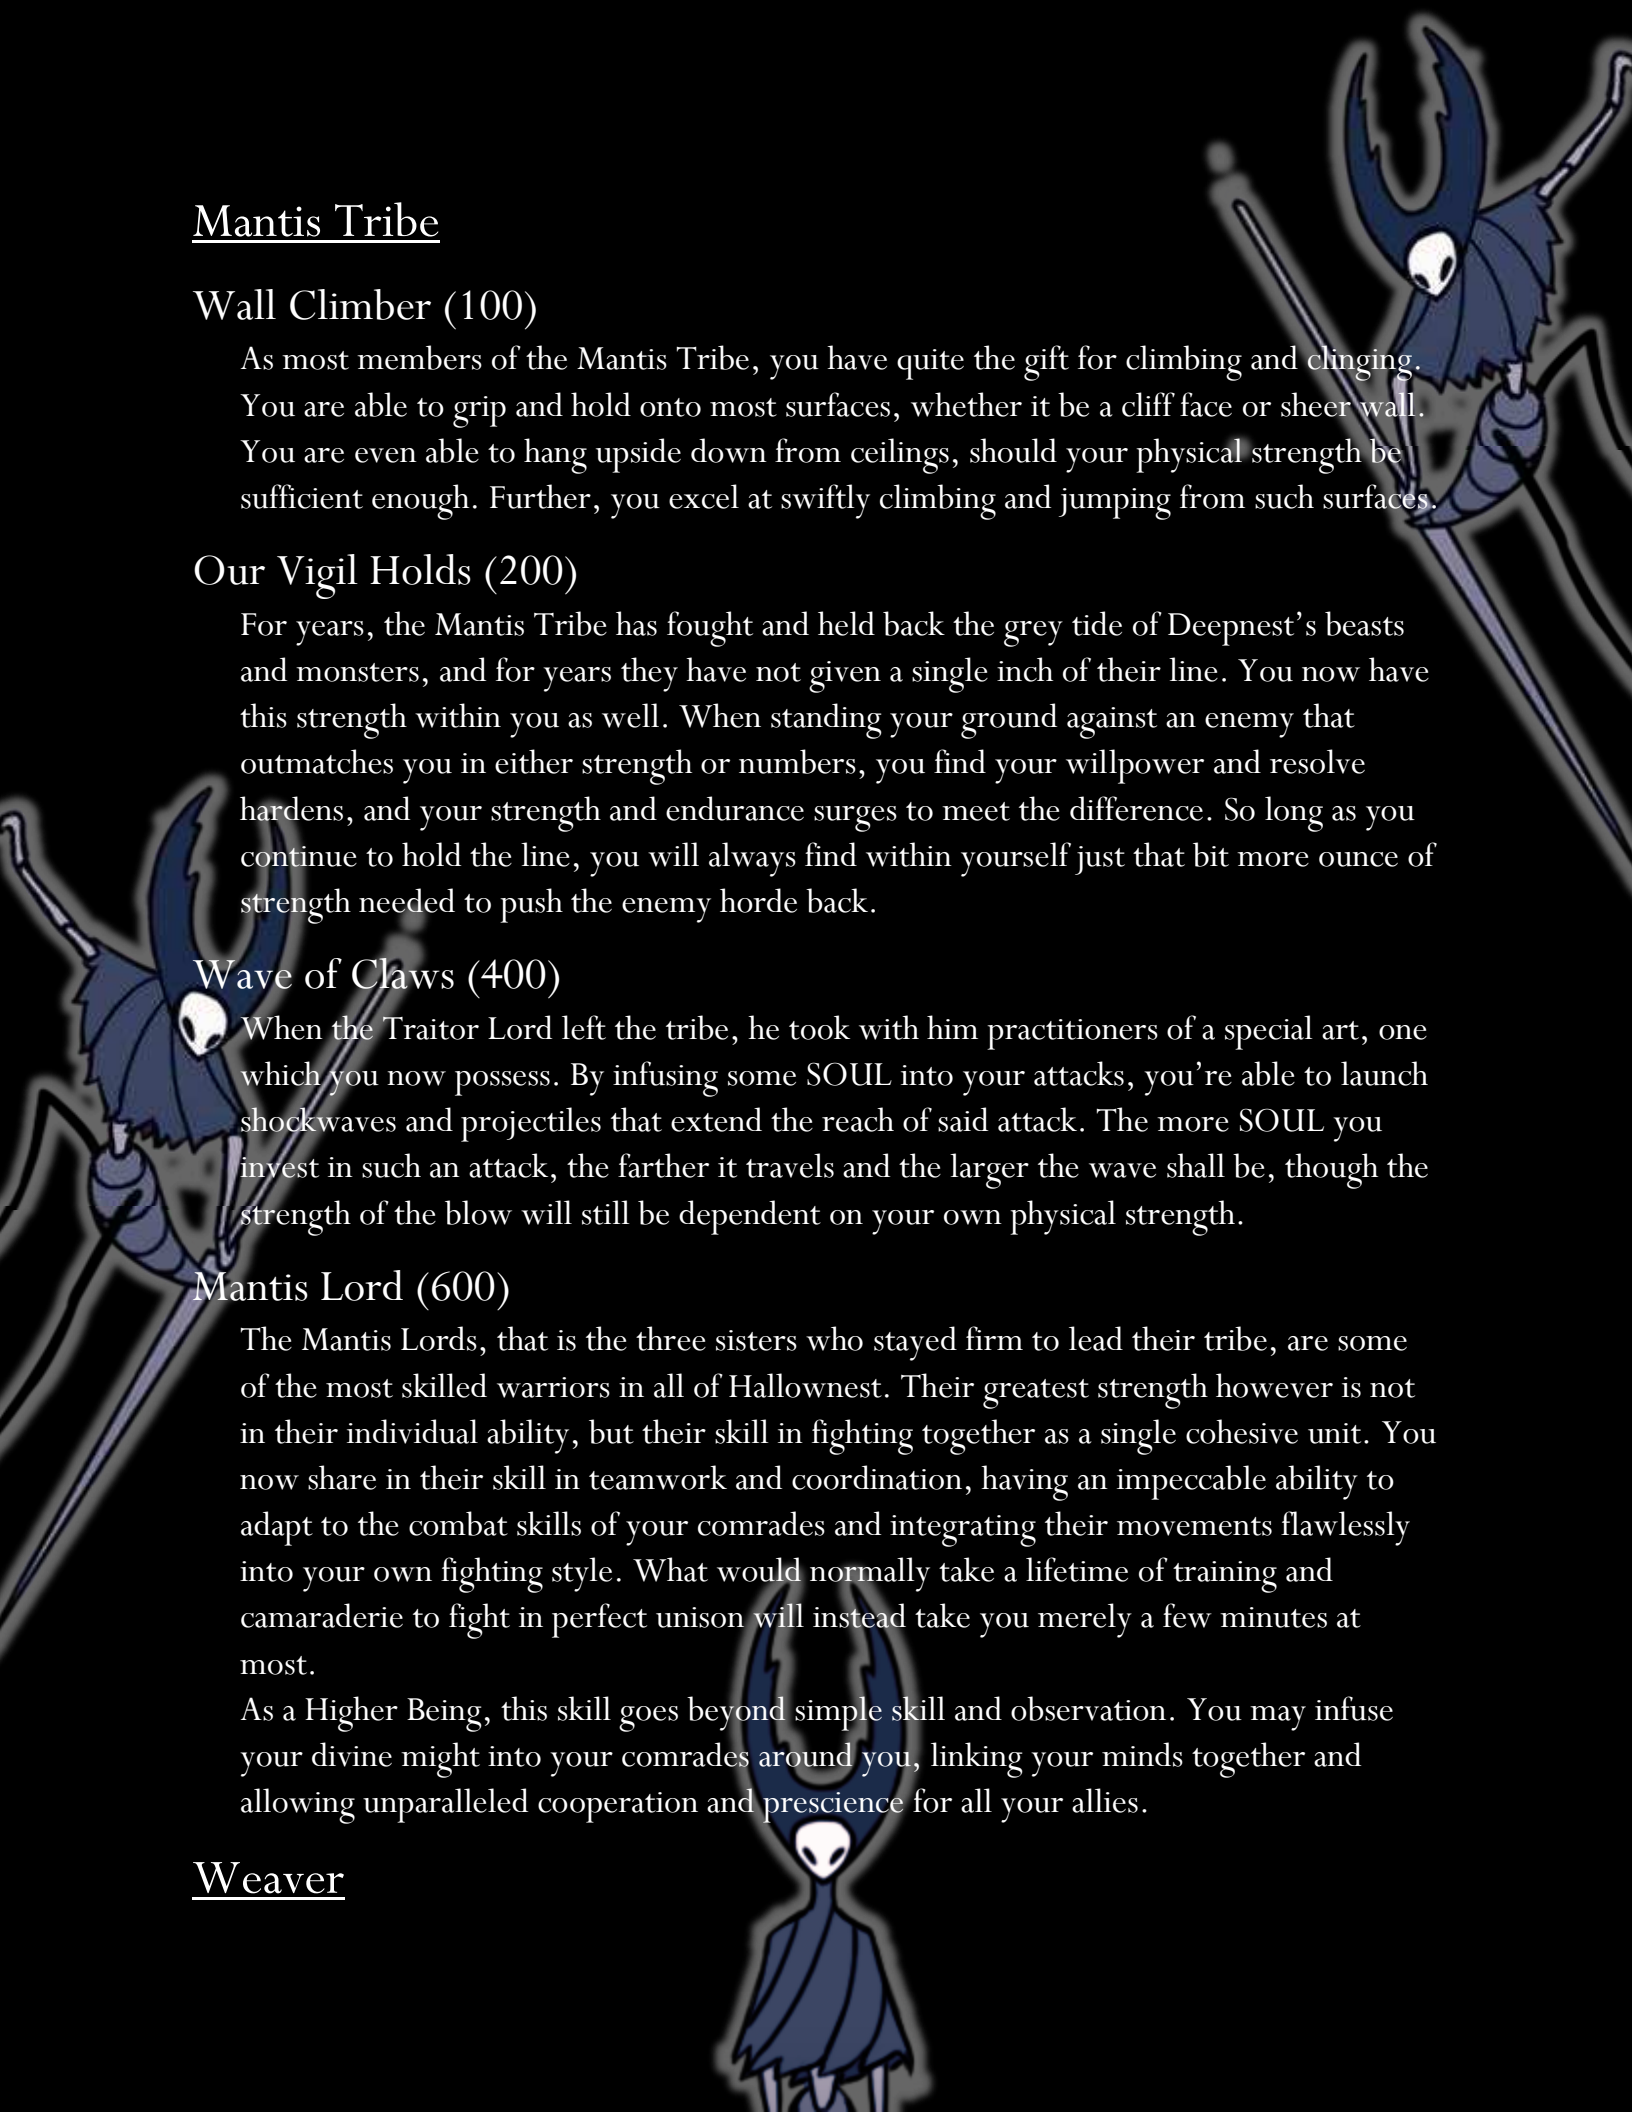 Mantis Tribe
Wall Climber (100)
As most members of the Mantis Tribe, you have quite the gift for climbing and clinging.
You are able to grip and hold onto most surfaces, whether it be a cliff face or sheer wall.
You are even able to hang upside down from ceilings, should your physical strength be
sufficient enough. Further, you excel at swiftly climbing and jumping from such surfaces.
Our Vigil Holds (200)
For years, the Mantis Tribe has fought and held back the grey tide of Deepnest’s beasts
and monsters, and for years they have not given a single inch of their line. You now have
this strength within you as well. When standing your ground against an enemy that
outmatches you in either strength or numbers, you find your willpower and resolve
hardens, and your strength and endurance surges to meet the difference. So long as you
continue to hold the line, you will always find within yourself just that bit more ounce of
strength needed to push the enemy horde back.
Wave of Claws (400)
When the Traitor Lord left the tribe, he took with him practitioners of a special art, one
which you now possess. By infusing some SOUL into your attacks, you’re able to launch
shockwaves and projectiles that extend the reach of said attack. The more SOUL you
invest in such an attack, the farther it travels and the larger the wave shall be, though the
strength of the blow will still be dependent on your own physical strength.
Mantis Lord (600)
The Mantis Lords, that is the three sisters who stayed firm to lead their tribe, are some
of the most skilled warriors in all of Hallownest. Their greatest strength however is not
in their individual ability, but their skill in fighting together as a single cohesive unit. You
now share in their skill in teamwork and coordination, having an impeccable ability to
adapt to the combat skills of your comrades and integrating their movements flawlessly
into your own fighting style. What would normally take a lifetime of training and
camaraderie to fight in perfect unison will instead take you merely a few minutes at
most.
As a Higher Being, this skill goes beyond simple skill and observation. You may infuse
your divine might into your comrades around you, linking your minds together and
allowing unparalleled cooperation and prescience for all your allies.
Weaver